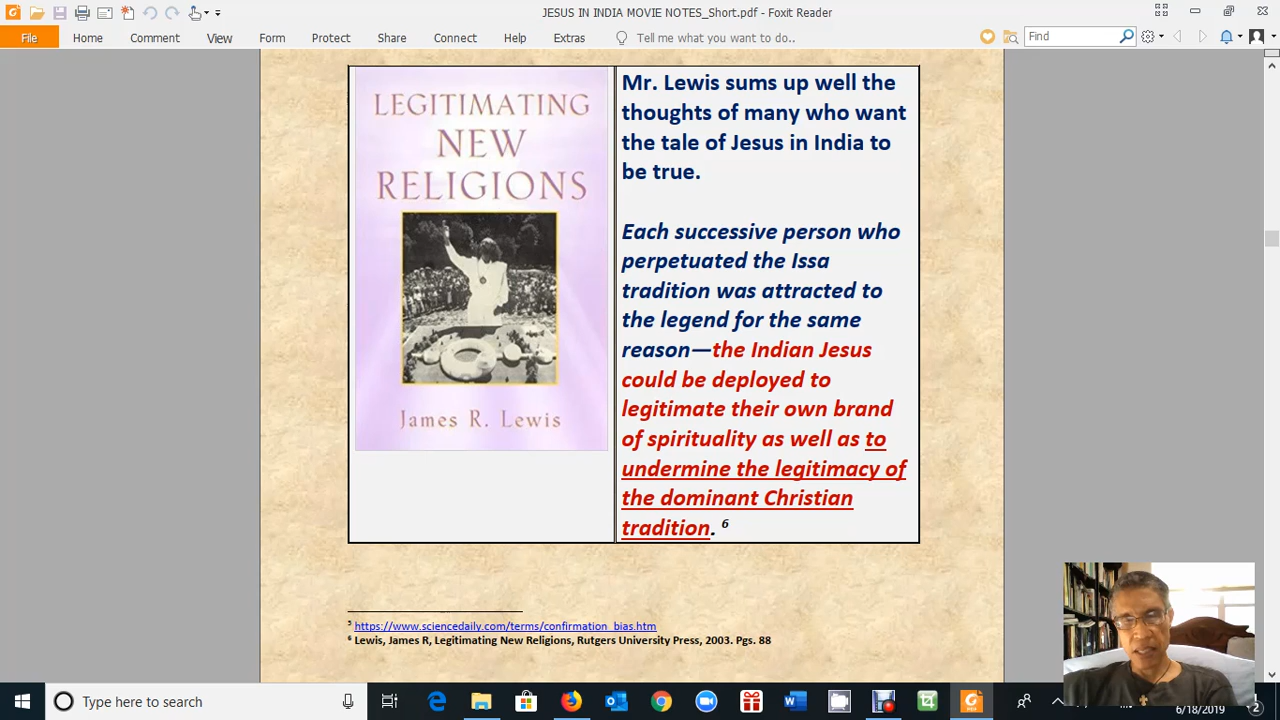 JESUS IN INDIA MOVIE NOTES_Short.pdf - Foxit Reader
File Home Comment View Form Protect Share Connect Help Extras Tell me what you want to do.. Find
LEGITIMATING
NEW
RELIGIONS
James R. Lewis
Mr. Lewis sums up well the
thoughts of many who want
the tale of Jesus in India to
be true.
Each successive person who
perpetuated the Issa
tradition was attracted to
the legend for the same
reason—the Indian Jesus
could be deployed to
legitimate their own brand
of spirituality as well as to
undermine the legitimacy of
the dominant Christian
tradition. 6
5 https://www.sciencedaily.com/terms/confirmation_bias.htm
6 Lewis, James R, Legitimating New Religions, Rutgers University Press, 2003. Pgs. 88
Type here to search
6/18/2019